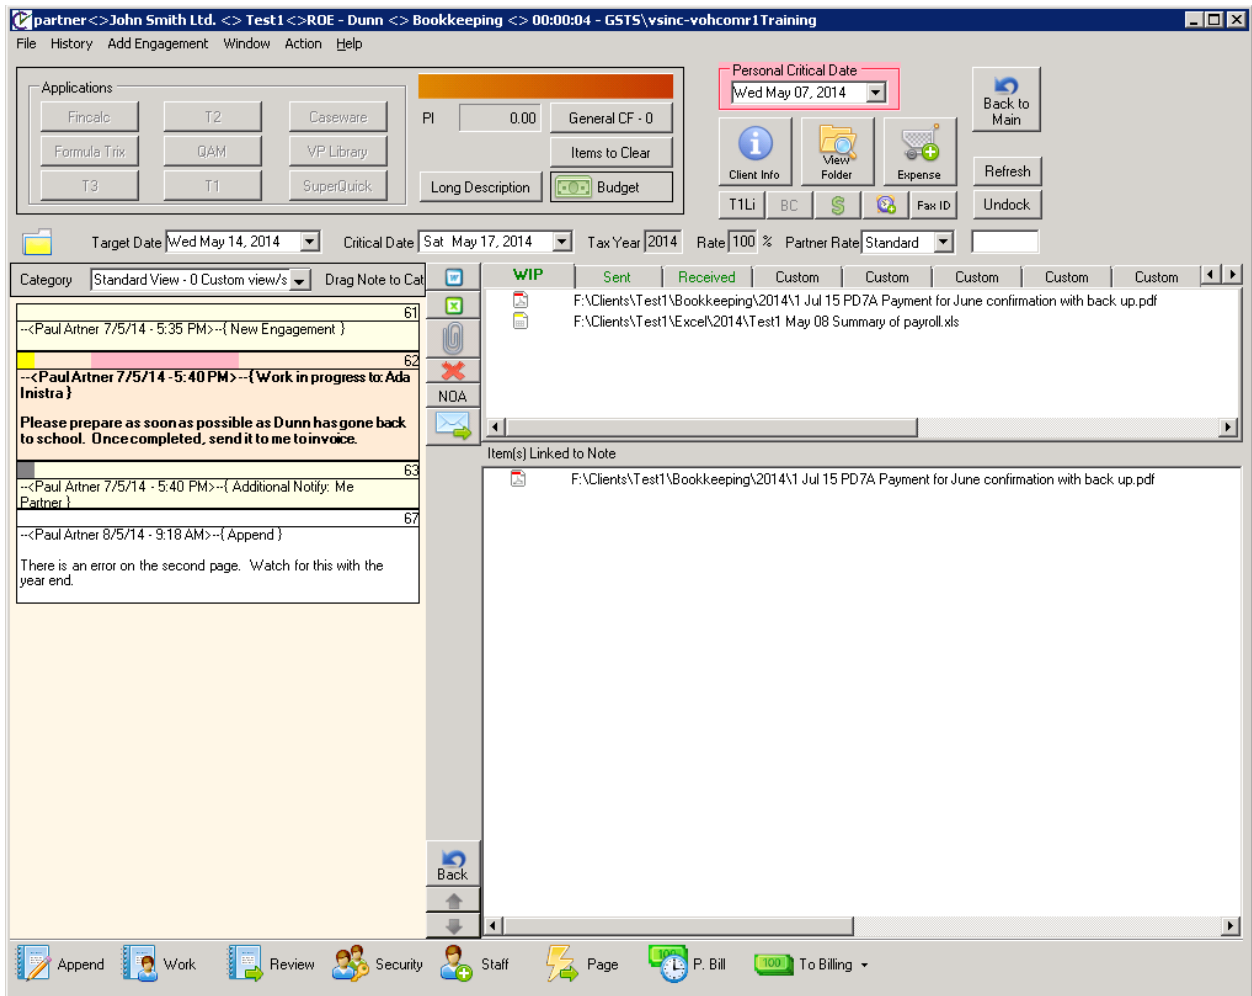 partner<>John Smith Ltd. <> Test1<>ROE - Dunn <> Bookkeeping <> 00:00:04 - GSTS\vsinc-vohcomr1Training
File History Add Engagement Window Action Help
Applications
Fincalc T2 Caseware
Formula Trix QAM VP Library
T3 T1 SuperQuick
PI 0.00 General CF - 0
Items to Clear
Long Description Budget
Personal Critical Date
Wed May 07, 2014
Back to
Main
Client Info
View
Folder
Expense
Refresh
T1Li BC $ Fax ID Undock
Target Date Wed May 14, 2014 Critical Date Sat May 17, 2014 Tax Year 2014 Rate 100 % Partner Rate Standard
Category Standard View - 0 Custom view/s Drag Note to Cat
WIP Sent Received Custom Custom Custom Custom Custom
F:\Clients\Test1\Bookkeeping\2014\1 Jul 15 PD7A Payment for June confirmation with back up.pdf
F:\Clients\Test1\Excel\2014\Test1 May 08 Summary of payroll.xls
61
--<Paul Artner 7/5/14 - 5:35 PM>--{ New Engagement }
62
--<Paul Artner 7/5/14 - 5:40 PM>--{ Work in progress to: Ada
Inistra }
Please prepare as soon as possible as Dunn has gone back
to school. Once completed, send it to me to invoice.
63
--<Paul Artner 7/5/14 - 5:40 PM>--{ Additional Notify: Me
Partner }
67
--<Paul Artner 8/5/14 - 9:18 AM>--{ Append }
There is an error on the second page. Watch for this with the
year end.
NOA
Item(s) Linked to Note
F:\Clients\Test1\Bookkeeping\2014\1 Jul 15 PD7A Payment for June confirmation with back up.pdf
Back
Append Work Review Security Staff Page 100 P. Bill 100 To Billing